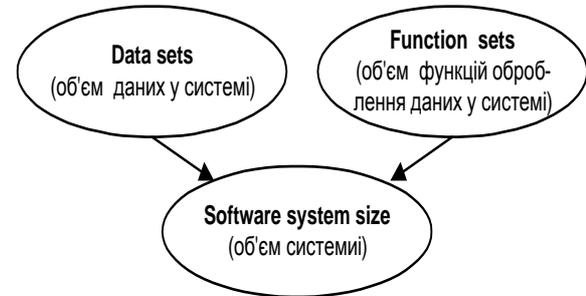 Data sets
(об'єм даних у системі)
Function sets
(об'єм функцій оброб-
лення даних у системі)
Software system size
(об'єм системиі)